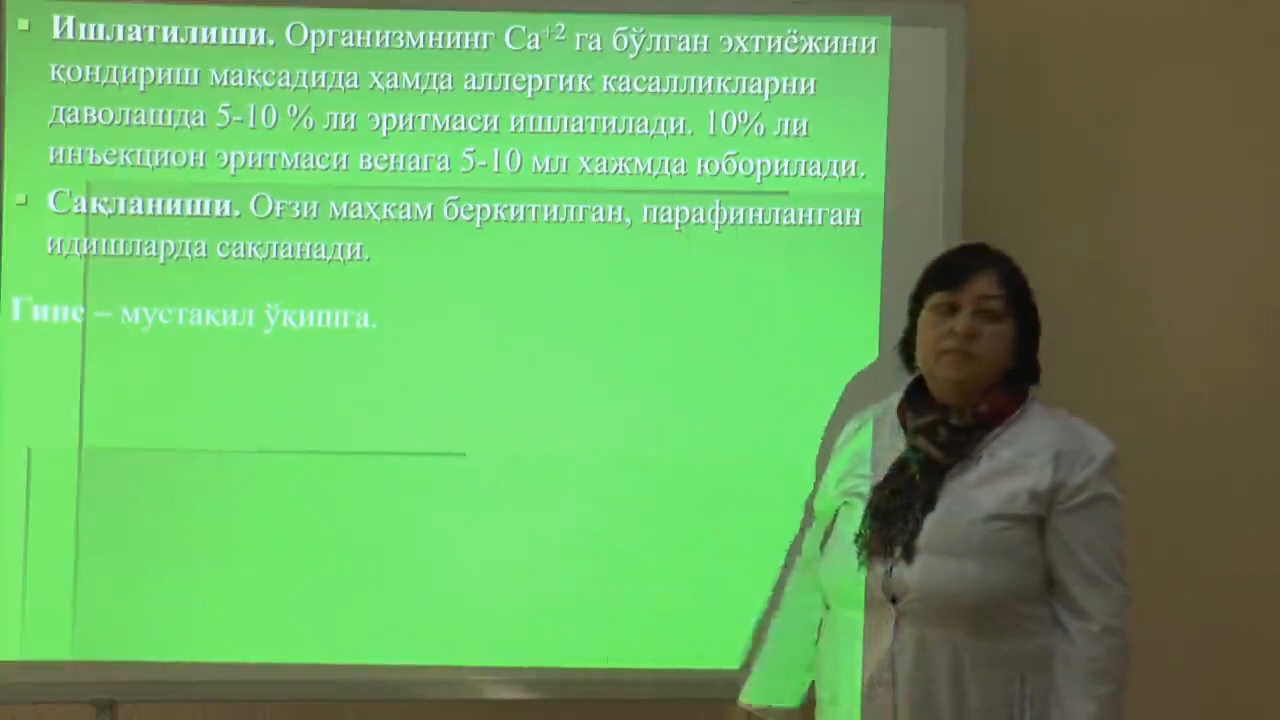 Ишлатилиши. Организмнинг Ca⁺² га бўлган эхтиёжини
қондириш мақсадида ҳамда аллергик касалликларни
даволашда 5-10 % ли эритмаси ишлатилади. 10% ли
инъекцион эритмаси венага 5-10 мл хажмда юборилади.
Сақланиши. Оғзи маҳкам беркитилган, парафинланган
идишларда сақланади.
Гипс – мустақил ўқишга.